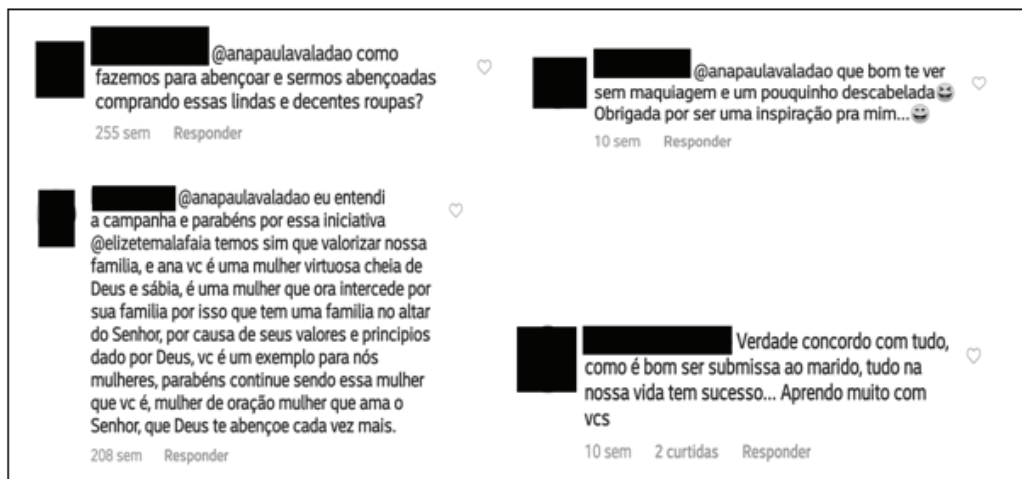 @anapaulavaladao como
fazemos para abençoar e sermos abençoadas
comprando essas lindas e decentes roupas?
255 sem Responder
@anapaulavaladao que bom te ver
sem maquiagem e um pouquinho descabelada😆
Obrigada por ser uma inspiração pra mim...😄
10 sem Responder
@anapaulavaladao eu entendi
a campanha e parabéns por essa iniciativa
@elizetemalafaia temos sim que valorizar nossa
familia, e ana vc é uma mulher virtuosa cheia de
Deus e sábia, é uma mulher que ora intercede por
sua familia por isso que tem uma familia no altar
do Senhor, por causa de seus valores e principios
dado por Deus, vc é um exemplo para nós
mulheres, parabéns continue sendo essa mulher
que vc é, mulher de oração mulher que ama o
Senhor, que Deus te abençoe cada vez mais.
208 sem Responder
Verdade concordo com tudo,
como é bom ser submissa ao marido, tudo na
nossa vida tem sucesso... Aprendo muito com
vcs
10 sem 2 curtidas Responder